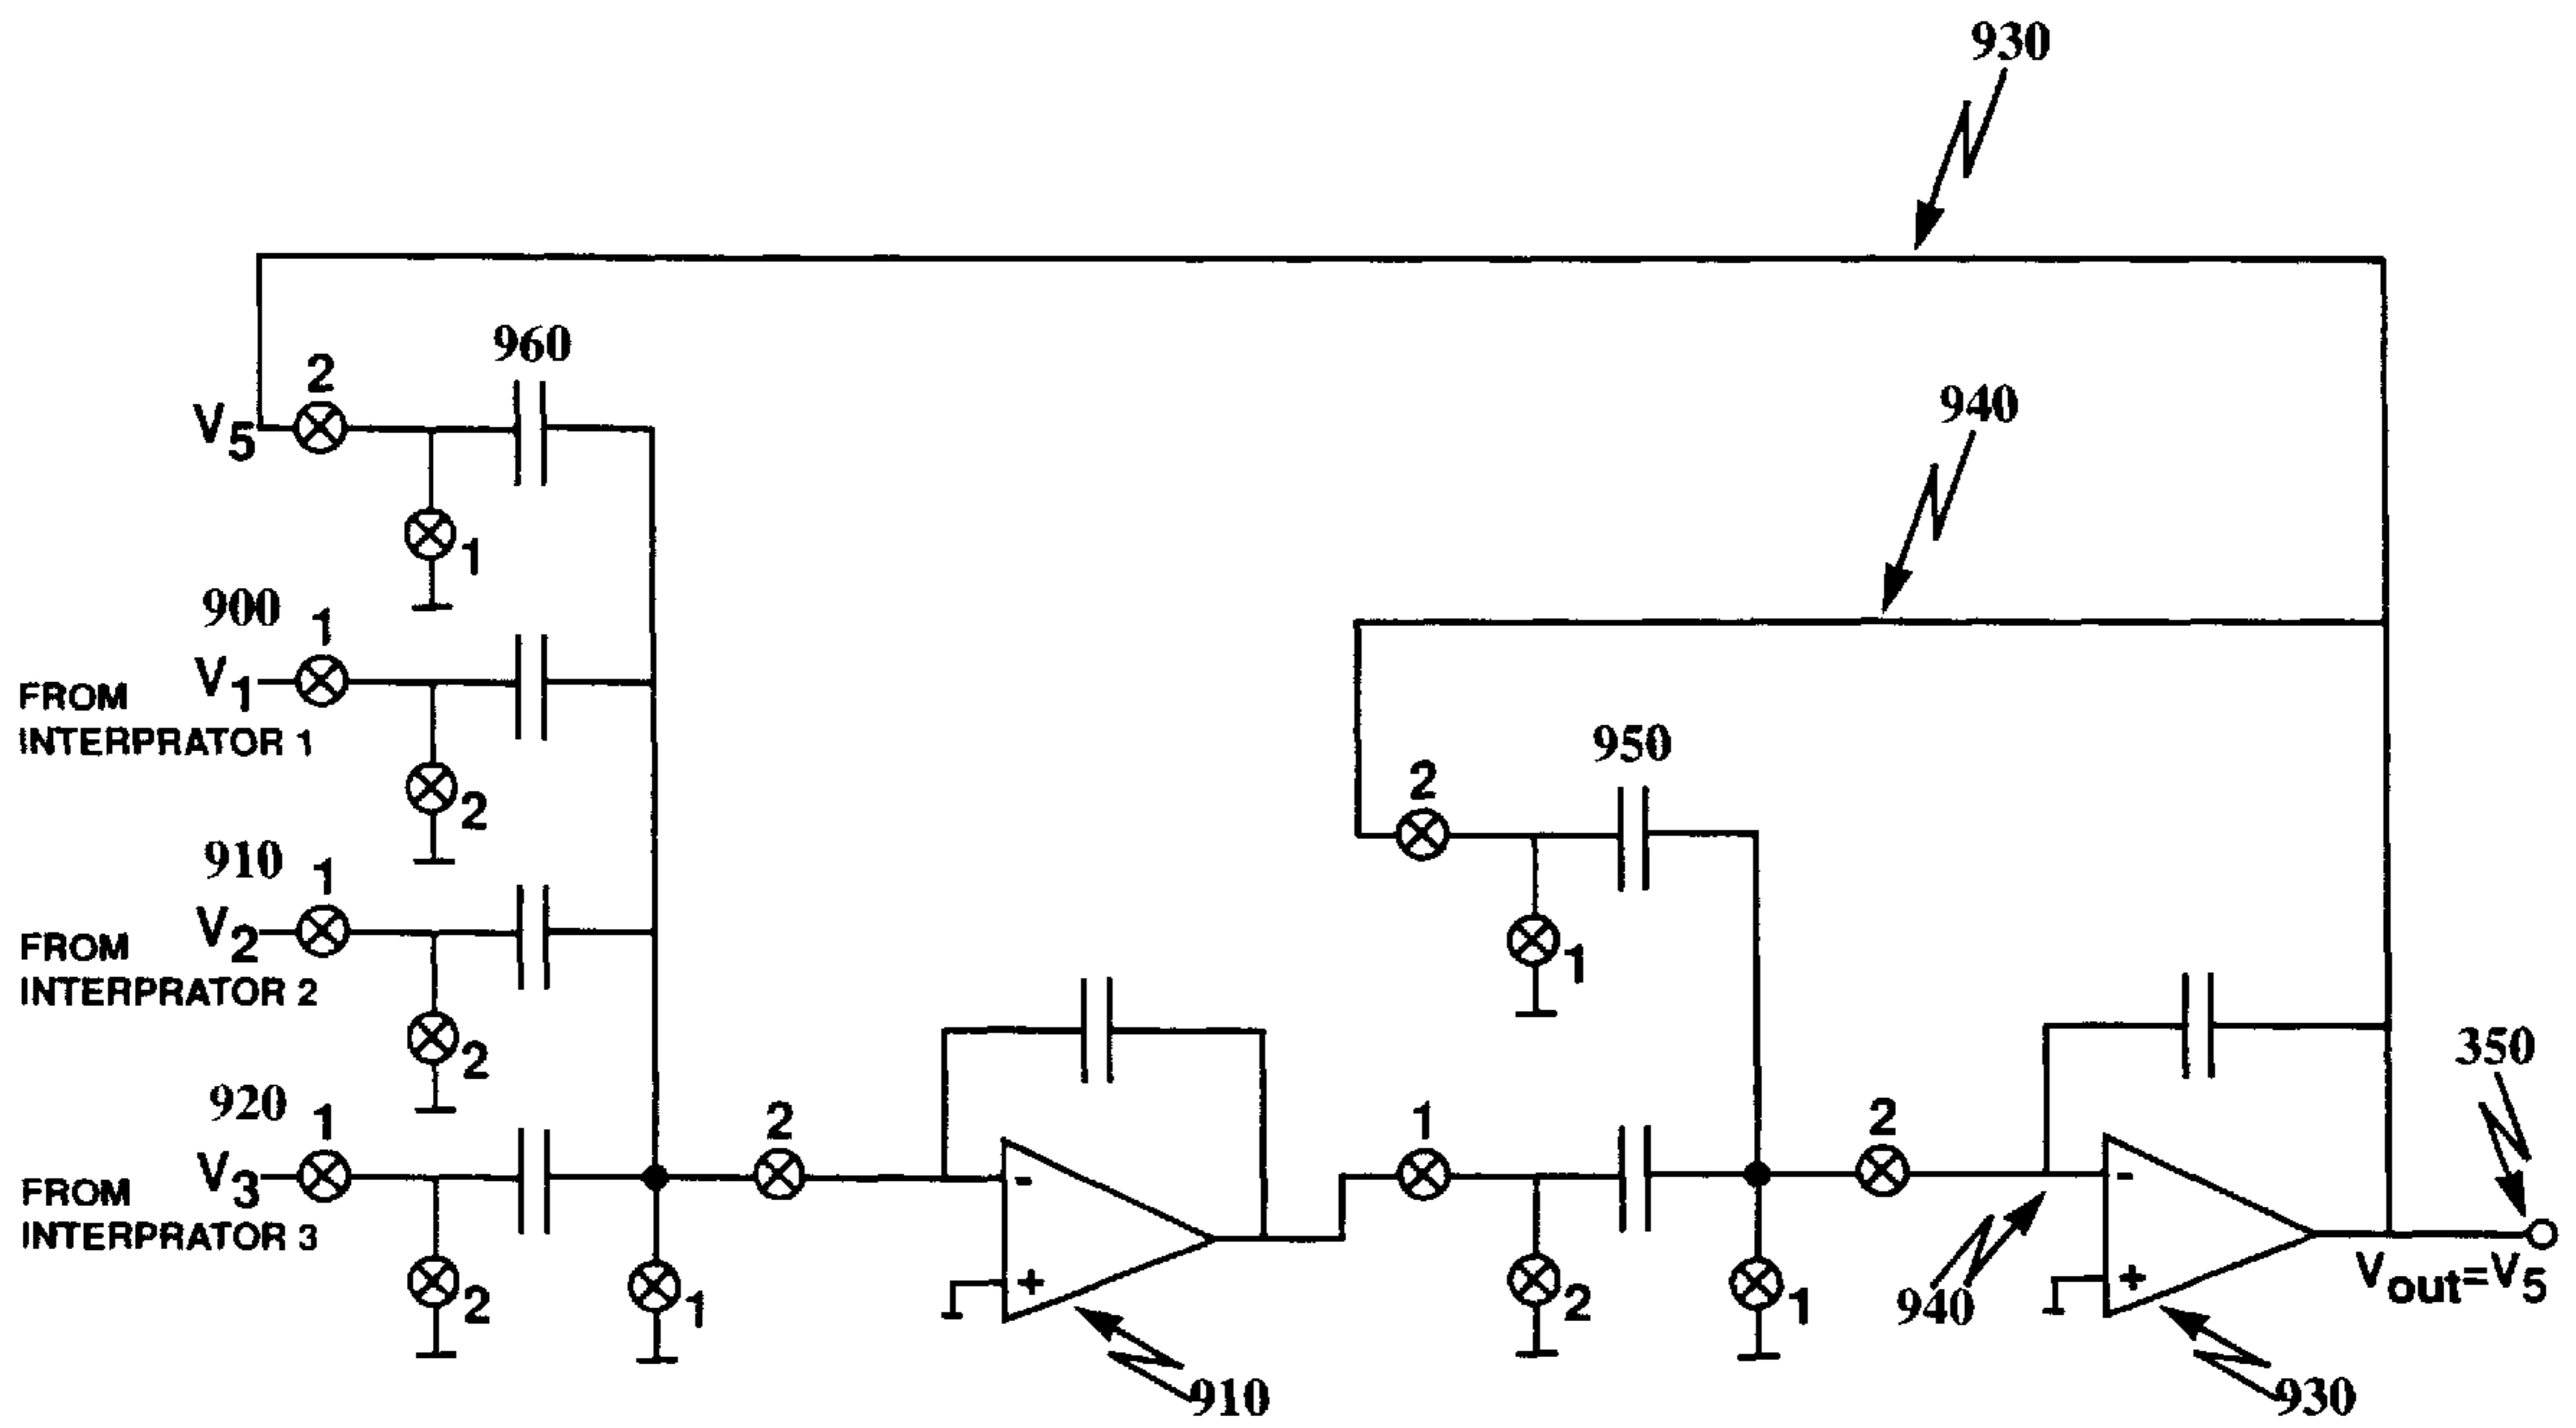 930
940
960
2
V5
1
900
1
V1
FROM
INTERPRATOR 1
2
950
2
1
910
1
V2
FROM
INTERPRATOR 2
2
920
1
V3
FROM
INTERPRATOR 3
2
1
2
-
+
910
1
2
1
2
940
-
+
930
350
Vout=V5